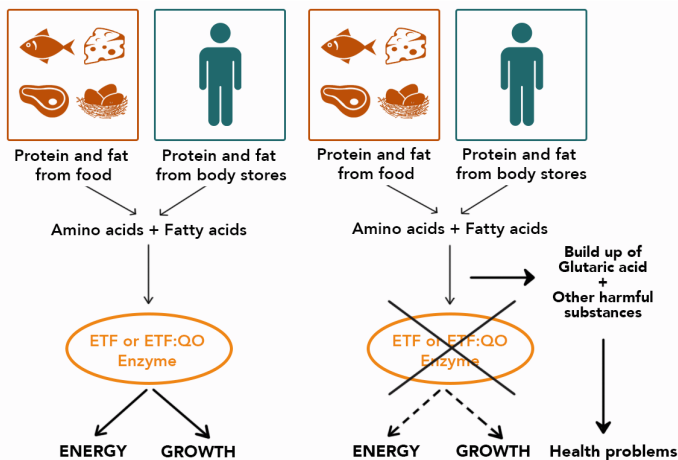 Protein and fat
from food
Protein and fat
from body stores
Amino acids + Fatty acids
ETF or ETF:QO
Enzyme
ENERGY
GROWTH
Protein and fat
from food
Protein and fat
from body stores
Amino acids + Fatty acids
Build up of
Glutaric acid
+
Other harmful
substances
ETF or ETF:QO
Enzyme
ENERGY
GROWTH
Health problems